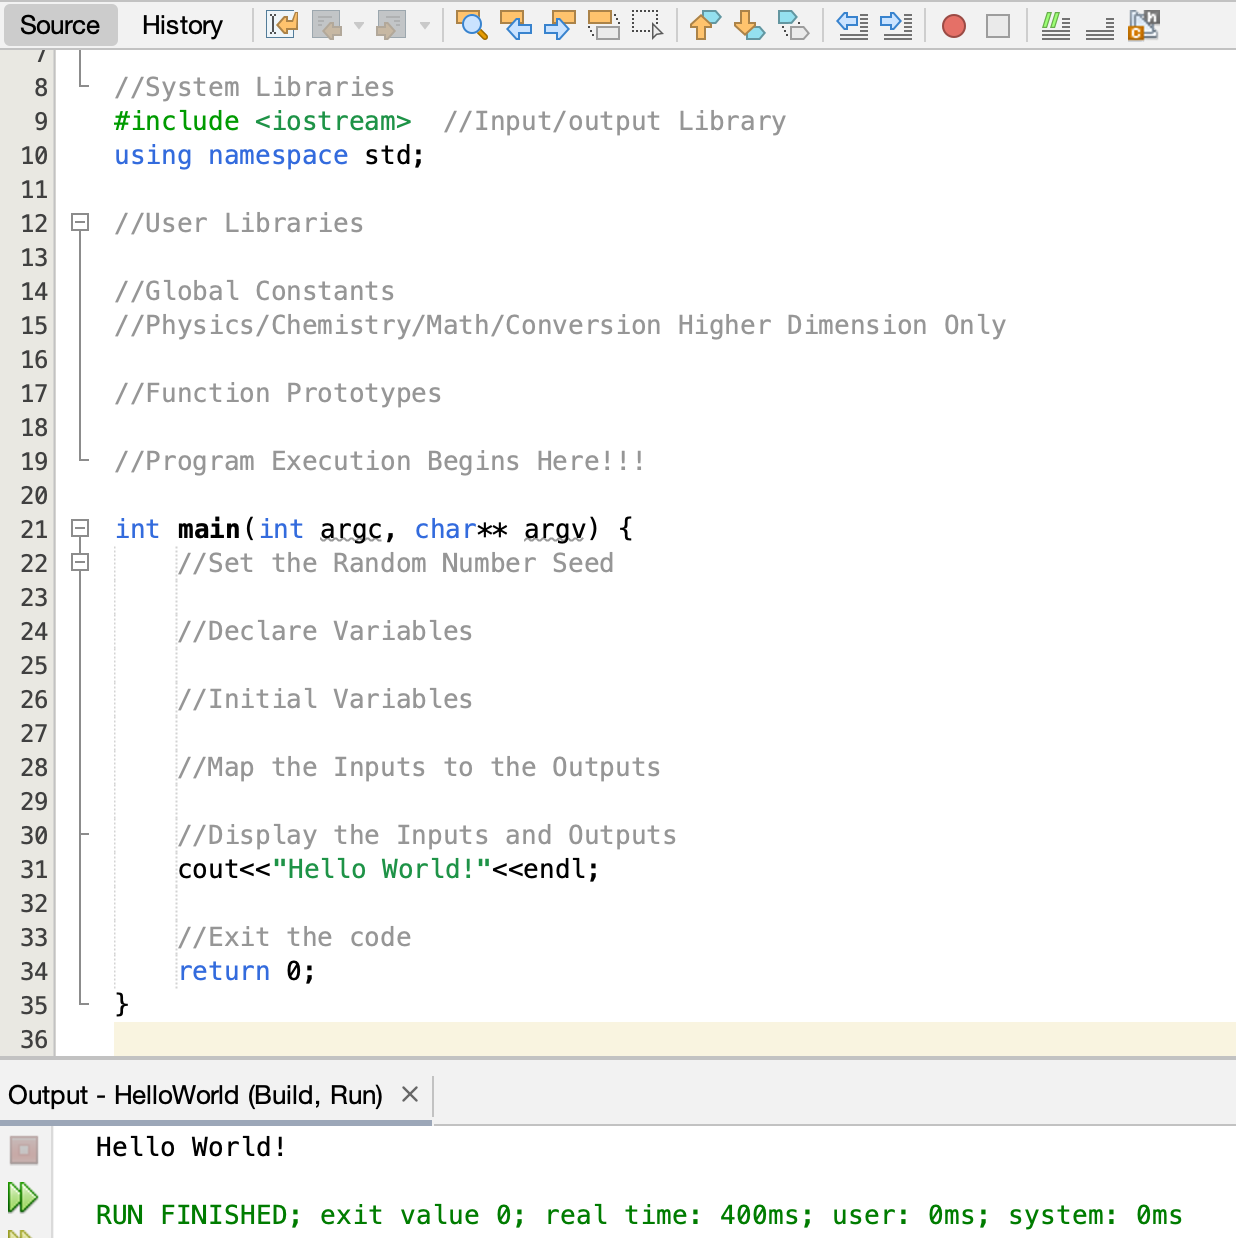 Source History
7
8 //System Libraries
9 #include <iostream>  //Input/output Library
10 using namespace std;
11
12 //User Libraries
13
14 //Global Constants
15 //Physics/Chemistry/Math/Conversion Higher Dimension Only
16
17 //Function Prototypes
18
19 //Program Execution Begins Here!!!
20
21 int main(int argc, char** argv) {
22     //Set the Random Number Seed
23
24     //Declare Variables
25
26     //Initial Variables
27
28     //Map the Inputs to the Outputs
29
30     //Display the Inputs and Outputs
31     cout<<"Hello World!"<<endl;
32
33     //Exit the code
34     return 0;
35 }
36
Output - HelloWorld (Build, Run)
Hello World!
RUN FINISHED; exit value 0; real time: 400ms; user: 0ms; system: 0ms